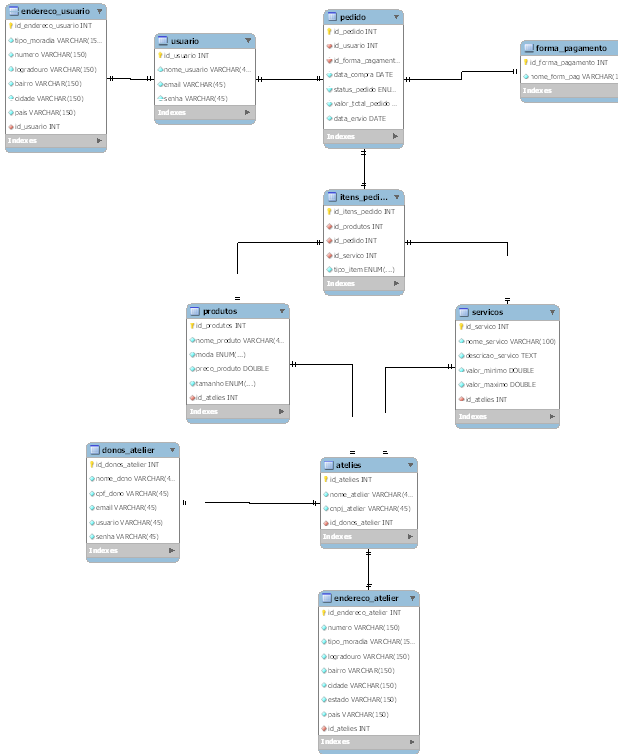 endereco_usuario
id_endereco_usuario INT
tipo_moradia VARCHAR(15...
numero VARCHAR(150)
logradouro VARCHAR(150)
bairro VARCHAR(150)
cidade VARCHAR(150)
pais VARCHAR(150)
id_usuario INT
Indexes
usuario
id_usuario INT
nome_usuario VARCHAR(4...
email VARCHAR(45)
senha VARCHAR(45)
Indexes
pedido
id_pedido INT
id_usuario INT
id_forma_pagament...
data_compra DATE
status_pedido ENU...
valor_total_pedido ...
data_envio DATE
Indexes
forma_pagamento
id_forma_pagamento INT
nome_form_pag VARCHAR(1
Indexes
itens_pedi...
id_itens_pedido INT
id_produtos INT
id_pedido INT
id_servico INT
tipo_item ENUM(...)
Indexes
produtos
id_produtos INT
nome_produto VARCHAR(4...
moda ENUM(...)
preco_produto DOUBLE
tamanho ENUM(...)
id_atelies INT
Indexes
servicos
id_servico INT
nome_servico VARCHAR(100)
descricao_servico TEXT
valor_minimo DOUBLE
valor_maximo DOUBLE
id_atelies INT
Indexes
donos_atelier
id_donos_atelier INT
nome_dono VARCHAR(4...
cpf_dono VARCHAR(45)
email VARCHAR(45)
usuario VARCHAR(45)
senha VARCHAR(45)
Indexes
atelies
id_atelies INT
nome_atelier VARCHAR(4...
cnpj_atelier VARCHAR(45)
id_donos_atelier INT
Indexes
endereco_atelier
id_endereco_atelier INT
numero VARCHAR(150)
tipo_moradia VARCHAR(15...
logradouro VARCHAR(150)
bairro VARCHAR(150)
cidade VARCHAR(150)
estado VARCHAR(150)
pais VARCHAR(150)
id_atelies INT
Indexes